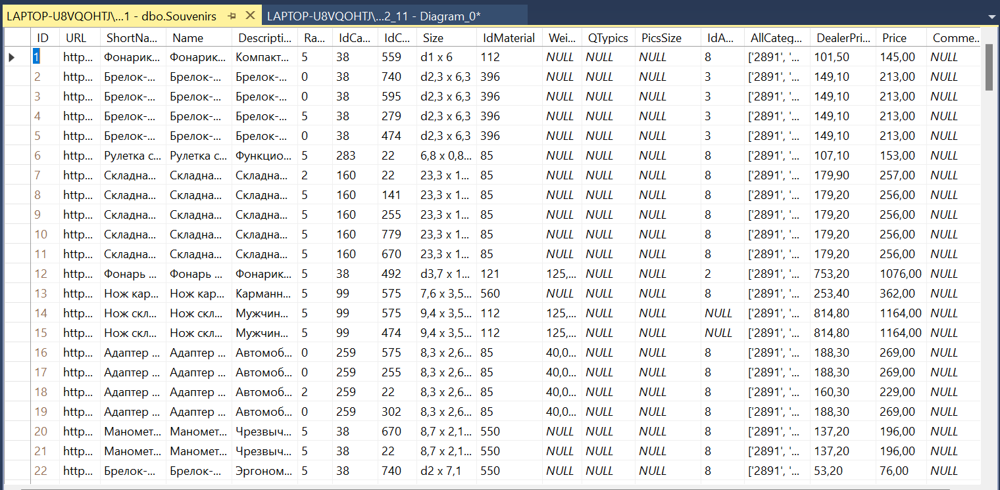 LAPTOP-U8VQOHTJ\...1 - dbo.Souvenirs LAPTOP-U8VQOHTJ\...2_11 - Diagram_0*
ID URL ShortNa... Name Descripti... Ra... IdCa... IdC... Size IdMaterial Wei... QTypics PicsSize IdA... AllCateg... DealerPri... Price Comme...
1 http... Фонарик... Фонарик... Компакт... 5 38 559 d1 x 6 112 NULL NULL NULL 8 ['2891', '... 101,50 145,00 NULL
2 http... Брелок-... Брелок-... Брелок-... 0 38 740 d2,3 x 6,3 396 NULL NULL NULL 3 ['2891', '... 149,10 213,00 NULL
3 http... Брелок-... Брелок-... Брелок-... 0 38 595 d2,3 x 6,3 396 NULL NULL NULL 3 ['2891', '... 149,10 213,00 NULL
4 http... Брелок-... Брелок-... Брелок-... 5 38 279 d2,3 x 6,3 396 NULL NULL NULL 3 ['2891', '... 149,10 213,00 NULL
5 http... Брелок-... Брелок-... Брелок-... 0 38 474 d2,3 x 6,3 396 NULL NULL NULL 3 ['2891', '... 149,10 213,00 NULL
6 http... Рулетка с... Рулетка с... Функцио... 5 283 22 6,8 x 0,8... 85 NULL NULL NULL 8 ['2891', '... 107,10 153,00 NULL
7 http... Складна... Складна... Складна... 2 160 22 23,3 x 1... 85 NULL NULL NULL 8 ['2891', '... 179,90 257,00 NULL
8 http... Складна... Складна... Складна... 5 160 141 23,3 x 1... 85 NULL NULL NULL 8 ['2891', '... 179,20 256,00 NULL
9 http... Складна... Складна... Складна... 5 160 255 23,3 x 1... 85 NULL NULL NULL 8 ['2891', '... 179,20 256,00 NULL
10 http... Складна... Складна... Складна... 5 160 779 23,3 x 1... 85 NULL NULL NULL 8 ['2891', '... 179,20 256,00 NULL
11 http... Складна... Складна... Складна... 5 160 670 23,3 x 1... 85 NULL NULL NULL 8 ['2891', '... 179,20 256,00 NULL
12 http... Фонарь ... Фонарь ... Фонарик... 5 38 492 d3,7 x 1... 121 125,... NULL NULL 2 ['2891', '... 753,20 1076,00 NULL
13 http... Нож кар... Нож кар... Карманн... 5 99 575 7,6 x 3,5... 560 NULL NULL NULL 8 ['2891', '... 253,40 362,00 NULL
14 http... Нож скл... Нож скл... Мужчин... 5 99 575 9,4 x 3,5... 112 125,... NULL NULL NULL ['2891', '... 814,80 1164,00 NULL
15 http... Нож скл... Нож скл... Мужчин... 5 99 474 9,4 x 3,5... 112 125,... NULL NULL NULL ['2891', '... 814,80 1164,00 NULL
16 http... Адаптер ... Адаптер ... Автомоб... 0 259 575 8,3 x 2,6... 85 40,0... NULL NULL 8 ['2891', '... 188,30 269,00 NULL
17 http... Адаптер ... Адаптер ... Автомоб... 0 259 255 8,3 x 2,6... 85 40,0... NULL NULL 8 ['2891', '... 188,30 269,00 NULL
18 http... Адаптер ... Адаптер ... Автомоб... 2 259 22 8,3 x 2,6... 85 40,0... NULL NULL 8 ['2891', '... 160,30 229,00 NULL
19 http... Адаптер ... Адаптер ... Автомоб... 0 259 302 8,3 x 2,6... 85 40,0... NULL NULL 8 ['2891', '... 188,30 269,00 NULL
20 http... Маномет... Маномет... Чрезвыч... 5 38 670 8,7 x 2,1... 550 NULL NULL NULL 8 ['2891', '... 137,20 196,00 NULL
21 http... Маномет... Маномет... Чрезвыч... 5 38 22 8,7 x 2,1... 550 NULL NULL NULL 8 ['2891', '... 137,20 196,00 NULL
22 http... Брелок-... Брелок-... Эргоном... 5 38 740 d2 x 7,1 550 NULL NULL NULL 8 ['2891', '... 53,20 76,00 NULL